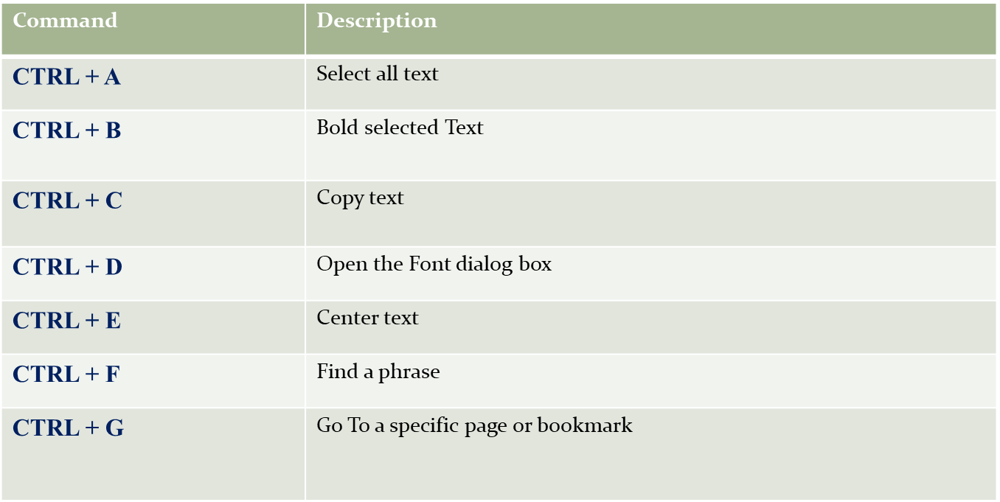 Command Description
CTRL + A Select all text
CTRL + B Bold selected Text
CTRL + C Copy text
CTRL + D Open the Font dialog box
CTRL + E Center text
CTRL + F Find a phrase
CTRL + G Go To a specific page or bookmark